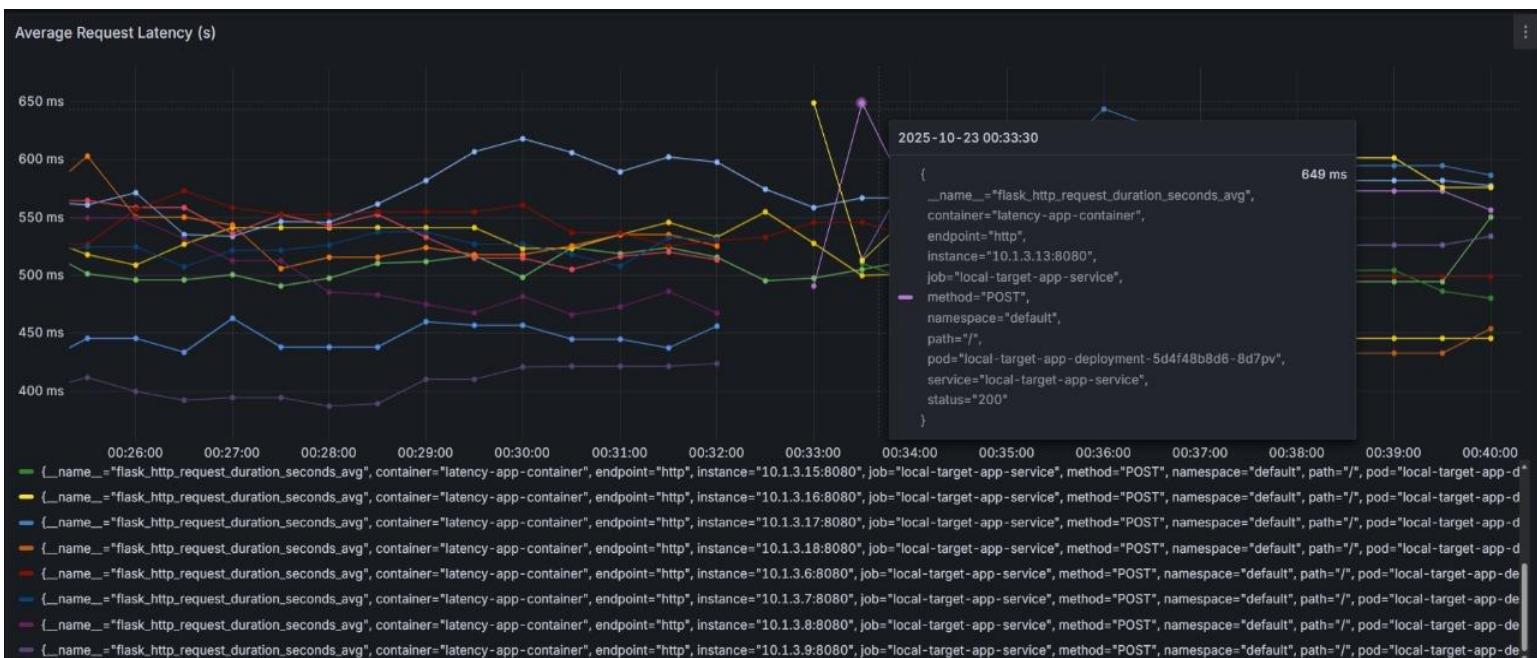 Average Request Latency (s)
650 ms
600 ms
550 ms
500 ms
450 ms
400 ms
2025-10-23 00:33:30
{
649 ms
__name__="flask_http_request_duration_seconds_avg",
container="latency-app-container",
endpoint="http",
instance="10.1.3.13:8080",
job="local-target-app-service",
method="POST",
namespace="default",
path="/",
pod="local-target-app-deployment-5d4f48b8d6-8d7pv",
service="local-target-app-service",
status="200"
}
00:26:00 00:27:00 00:28:00 00:29:00 00:30:00 00:31:00 00:32:00 00:33:00 00:34:00 00:35:00 00:36:00 00:37:00 00:38:00 00:39:00 00:40:00
{__name__="flask_http_request_duration_seconds_avg", container="latency-app-container", endpoint="http", instance="10.1.3.15:8080", job="local-target-app-service", method="POST", namespace="default", path="/", pod="local-target-app-d
{__name__="flask_http_request_duration_seconds_avg", container="latency-app-container", endpoint="http", instance="10.1.3.16:8080", job="local-target-app-service", method="POST", namespace="default", path="/", pod="local-target-app-d
{__name__="flask_http_request_duration_seconds_avg", container="latency-app-container", endpoint="http", instance="10.1.3.17:8080", job="local-target-app-service", method="POST", namespace="default", path="/", pod="local-target-app-d
{__name__="flask_http_request_duration_seconds_avg", container="latency-app-container", endpoint="http", instance="10.1.3.18:8080", job="local-target-app-service", method="POST", namespace="default", path="/", pod="local-target-app-d
{__name__="flask_http_request_duration_seconds_avg", container="latency-app-container", endpoint="http", instance="10.1.3.6:8080", job="local-target-app-service", method="POST", namespace="default", path="/", pod="local-target-app-de
{__name__="flask_http_request_duration_seconds_avg", container="latency-app-container", endpoint="http", instance="10.1.3.7:8080", job="local-target-app-service", method="POST", namespace="default", path="/", pod="local-target-app-de
{__name__="flask_http_request_duration_seconds_avg", container="latency-app-container", endpoint="http", instance="10.1.3.8:8080", job="local-target-app-service", method="POST", namespace="default", path="/", pod="local-target-app-de
{__name__="flask_http_request_duration_seconds_avg", container="latency-app-container", endpoint="http", instance="10.1.3.9:8080", job="local-target-app-service", method="POST", namespace="default", path="/", pod="local-target-app-de